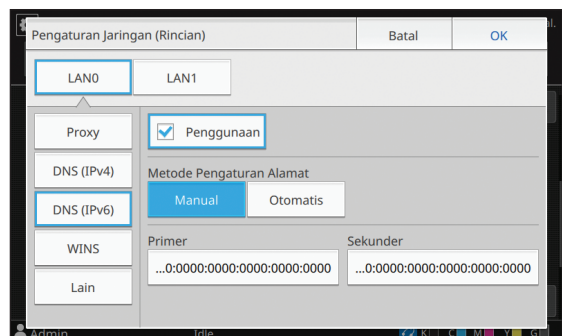 Pengaturan Jaringan (Rincian)
Batal
OK
LAN0
LAN1
Proxy
DNS (IPv4)
DNS (IPv6)
WINS
Lain
Penggunaan
Metode Pengaturan Alamat
Manual
Otomatis
Primer
Sekunder
...0:0000:0000:0000:0000:0000
...0:0000:0000:0000:0000:0000
Admin
Idle
K
C
M
Y
G